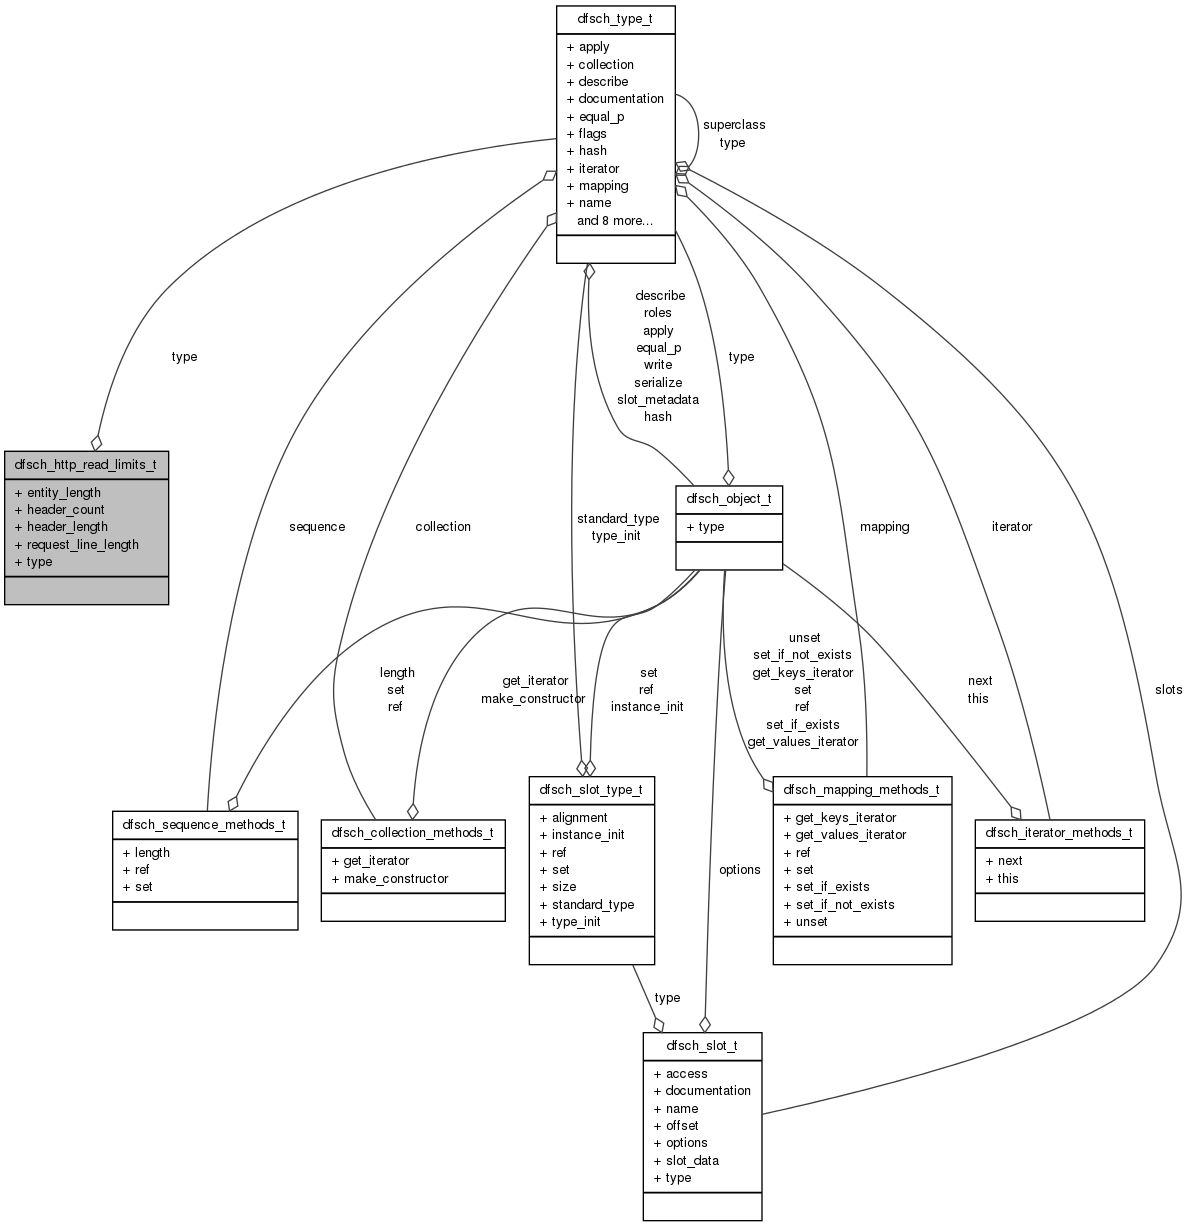 dfsch_type_t
+ apply
+ collection
+ describe
+ documentation
+ equal_p
+ flags
+ hash
+ iterator
+ mapping
+ name
and 8 more...
superclass
type
describe
roles
apply
equal_p
write
serialize
slot_metadata
hash
type
type
dfsch_http_read_limits_t
+ entity_length
+ header_count
+ header_length
+ request_line_length
+ type
dfsch_object_t
+ type
sequence
collection
standard_type
type_init
mapping
iterator
length
set
ref
get_iterator
make_constructor
set
ref
instance_init
unset
set_if_not_exists
get_keys_iterator
set
ref
set_if_exists
get_values_iterator
next
this
slots
dfsch_sequence_methods_t
+ length
+ ref
+ set
dfsch_collection_methods_t
+ get_iterator
+ make_constructor
dfsch_slot_type_t
+ alignment
+ instance_init
+ ref
+ set
+ size
+ standard_type
+ type_init
options
dfsch_mapping_methods_t
+ get_keys_iterator
+ get_values_iterator
+ ref
+ set
+ set_if_exists
+ set_if_not_exists
+ unset
dfsch_iterator_methods_t
+ next
+ this
type
dfsch_slot_t
+ access
+ documentation
+ name
+ offset
+ options
+ slot_data
+ type